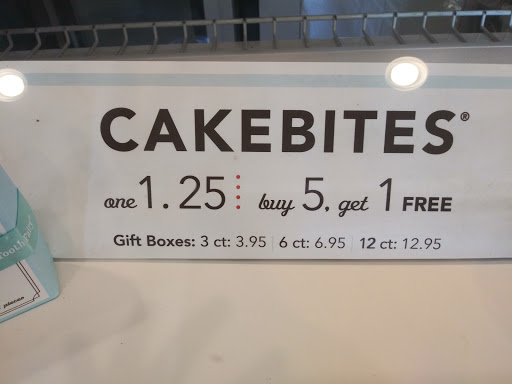 CAKEBITES®
one 1.25 buy 5, get 1 FREE
Gift Boxes: 3 ct: 3.95 | 6 ct: 6.95 | 12 ct: 12.95
pieces